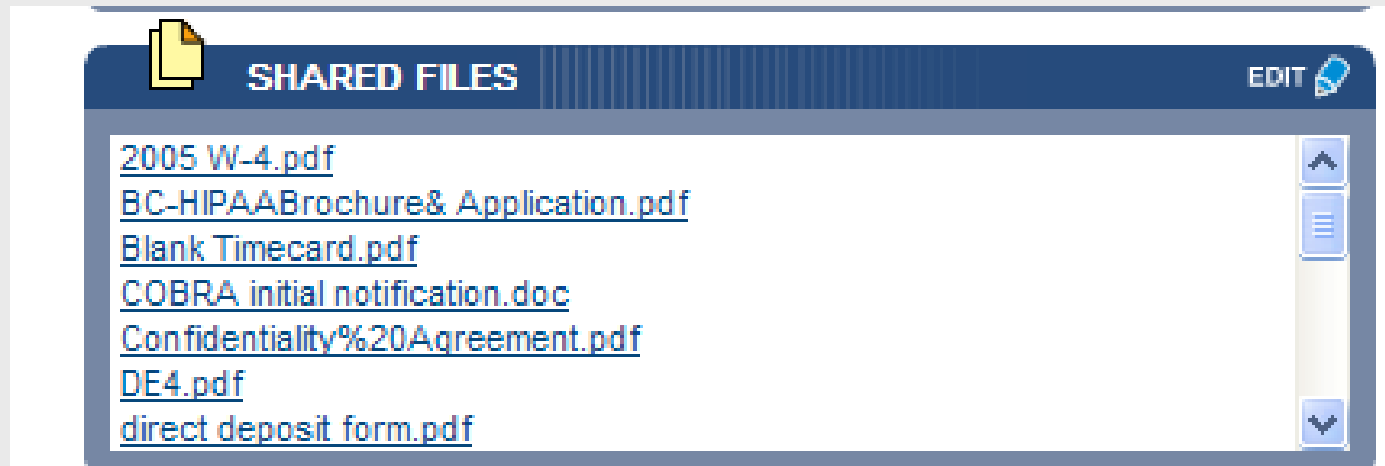 SHARED FILES
EDIT
2005 W-4.pdf
BC-HIPAABrochure& Application.pdf
Blank Timecard.pdf
COBRA initial notification.doc
Confidentiality%20Agreement.pdf
DE4.pdf
direct deposit form.pdf